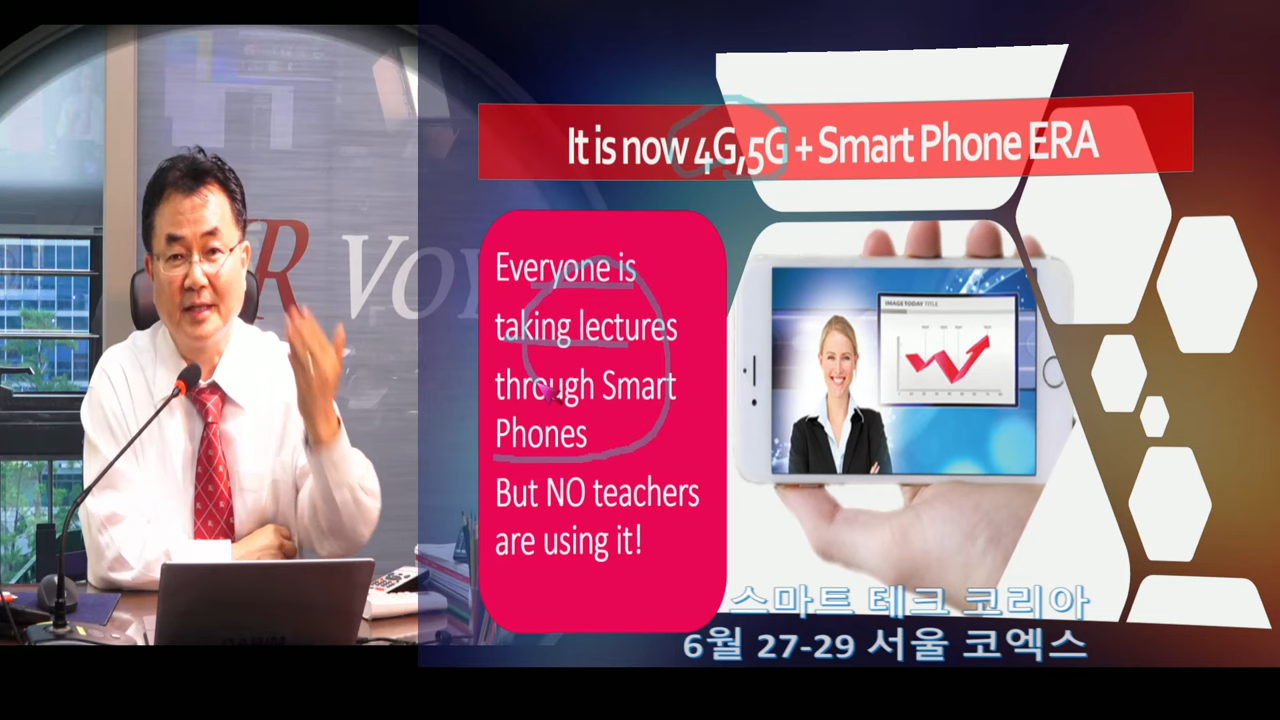 It is now 4G,5G + Smart Phone ERA
R VO
Everyone is
taking lectures
through Smart
Phones
But NO teachers
are using it!
IMAGETODAY TITLE
스마트 테크 코리아
6월 27-29 서울 코엑스